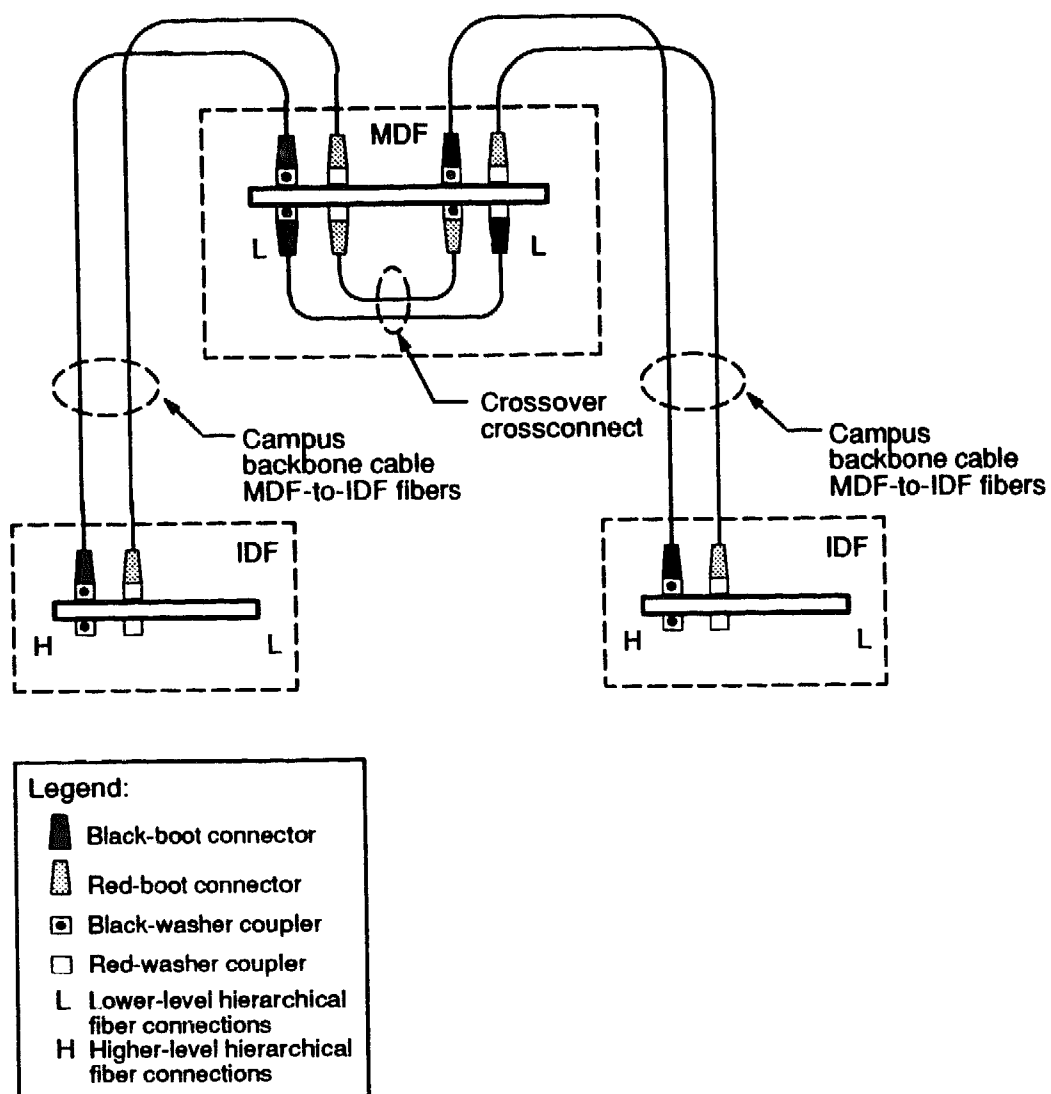 MDF
L
L
Crossover
crossconnect
Campus
backbone cable
MDF-to-IDF fibers
Campus
backbone cable
MDF-to-IDF fibers
IDF
H
L
IDF
H
L
Legend:
Black-boot connector
Red-boot connector
Black-washer coupler
Red-washer coupler
L Lower-level hierarchical
fiber connections
H Higher-level hierarchical
fiber connections